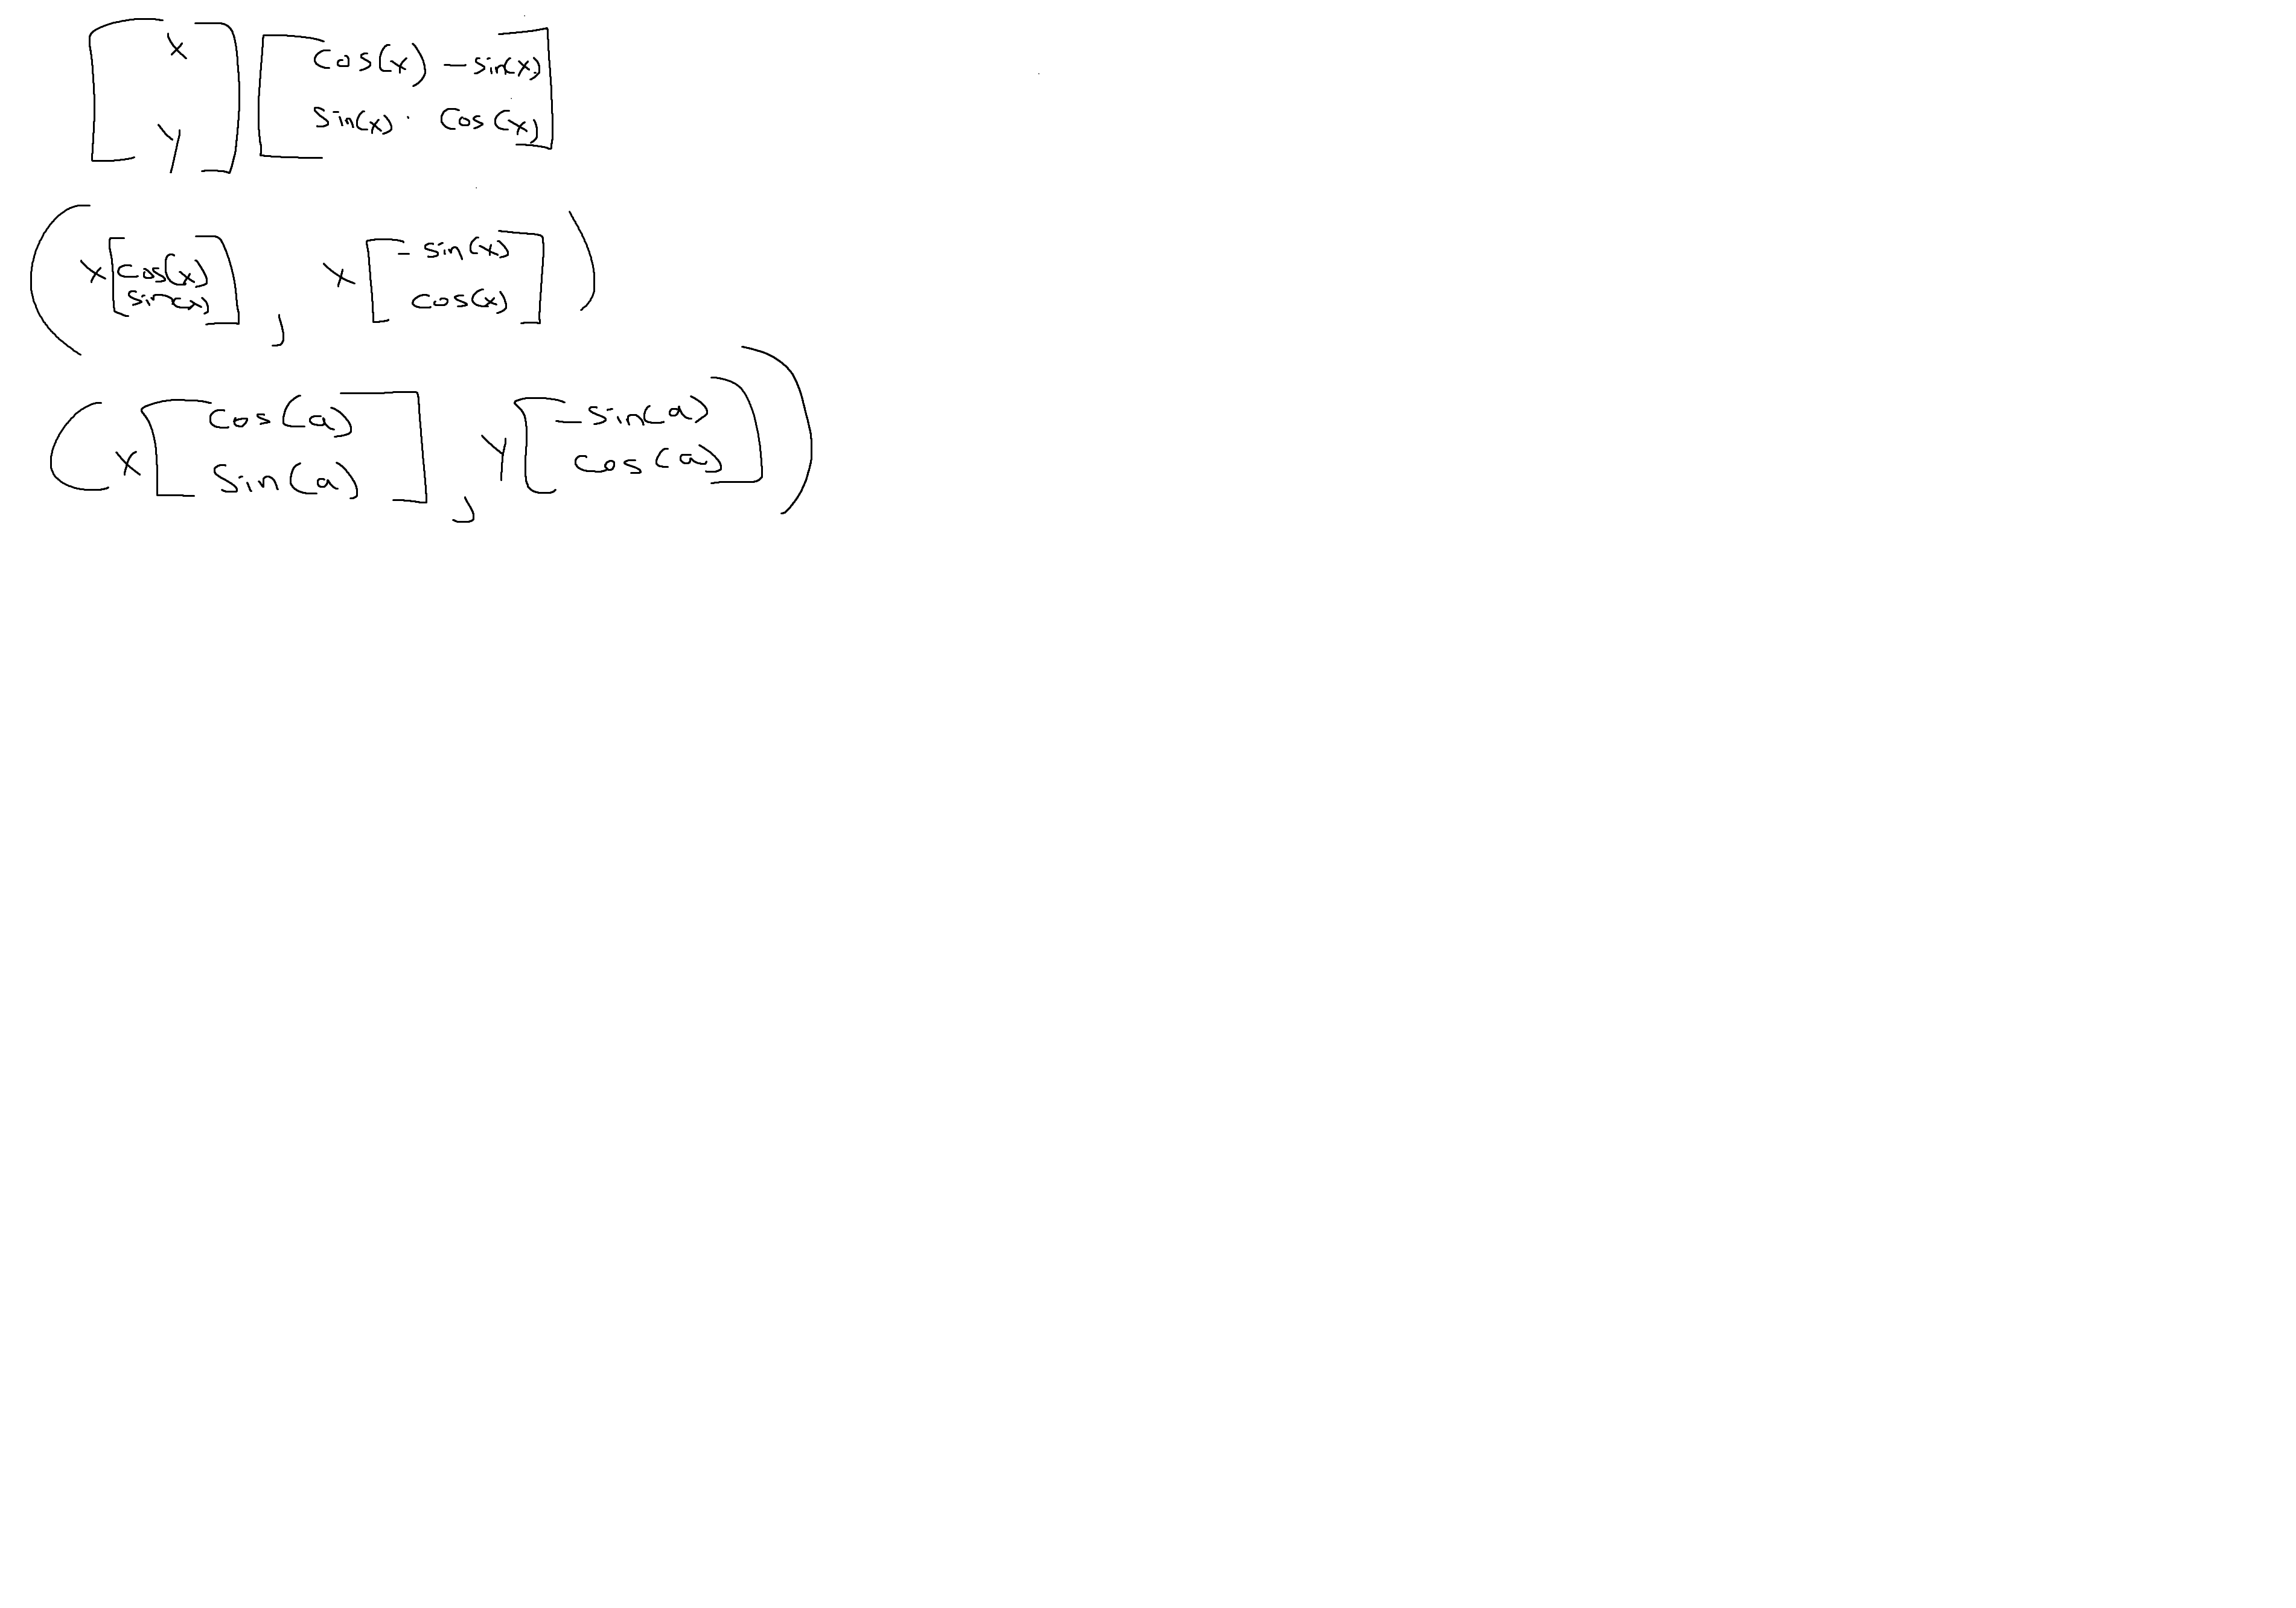 [ x y ] [ cos(x) -sin(x) sin(x) · cos(x) ]
( x [ cos(x) sin(x) ] , x [ -sin(x) cos(x) ] )
( x [ cos(a) sin(a) ] , y [ -sin(a) cos(a) ] )